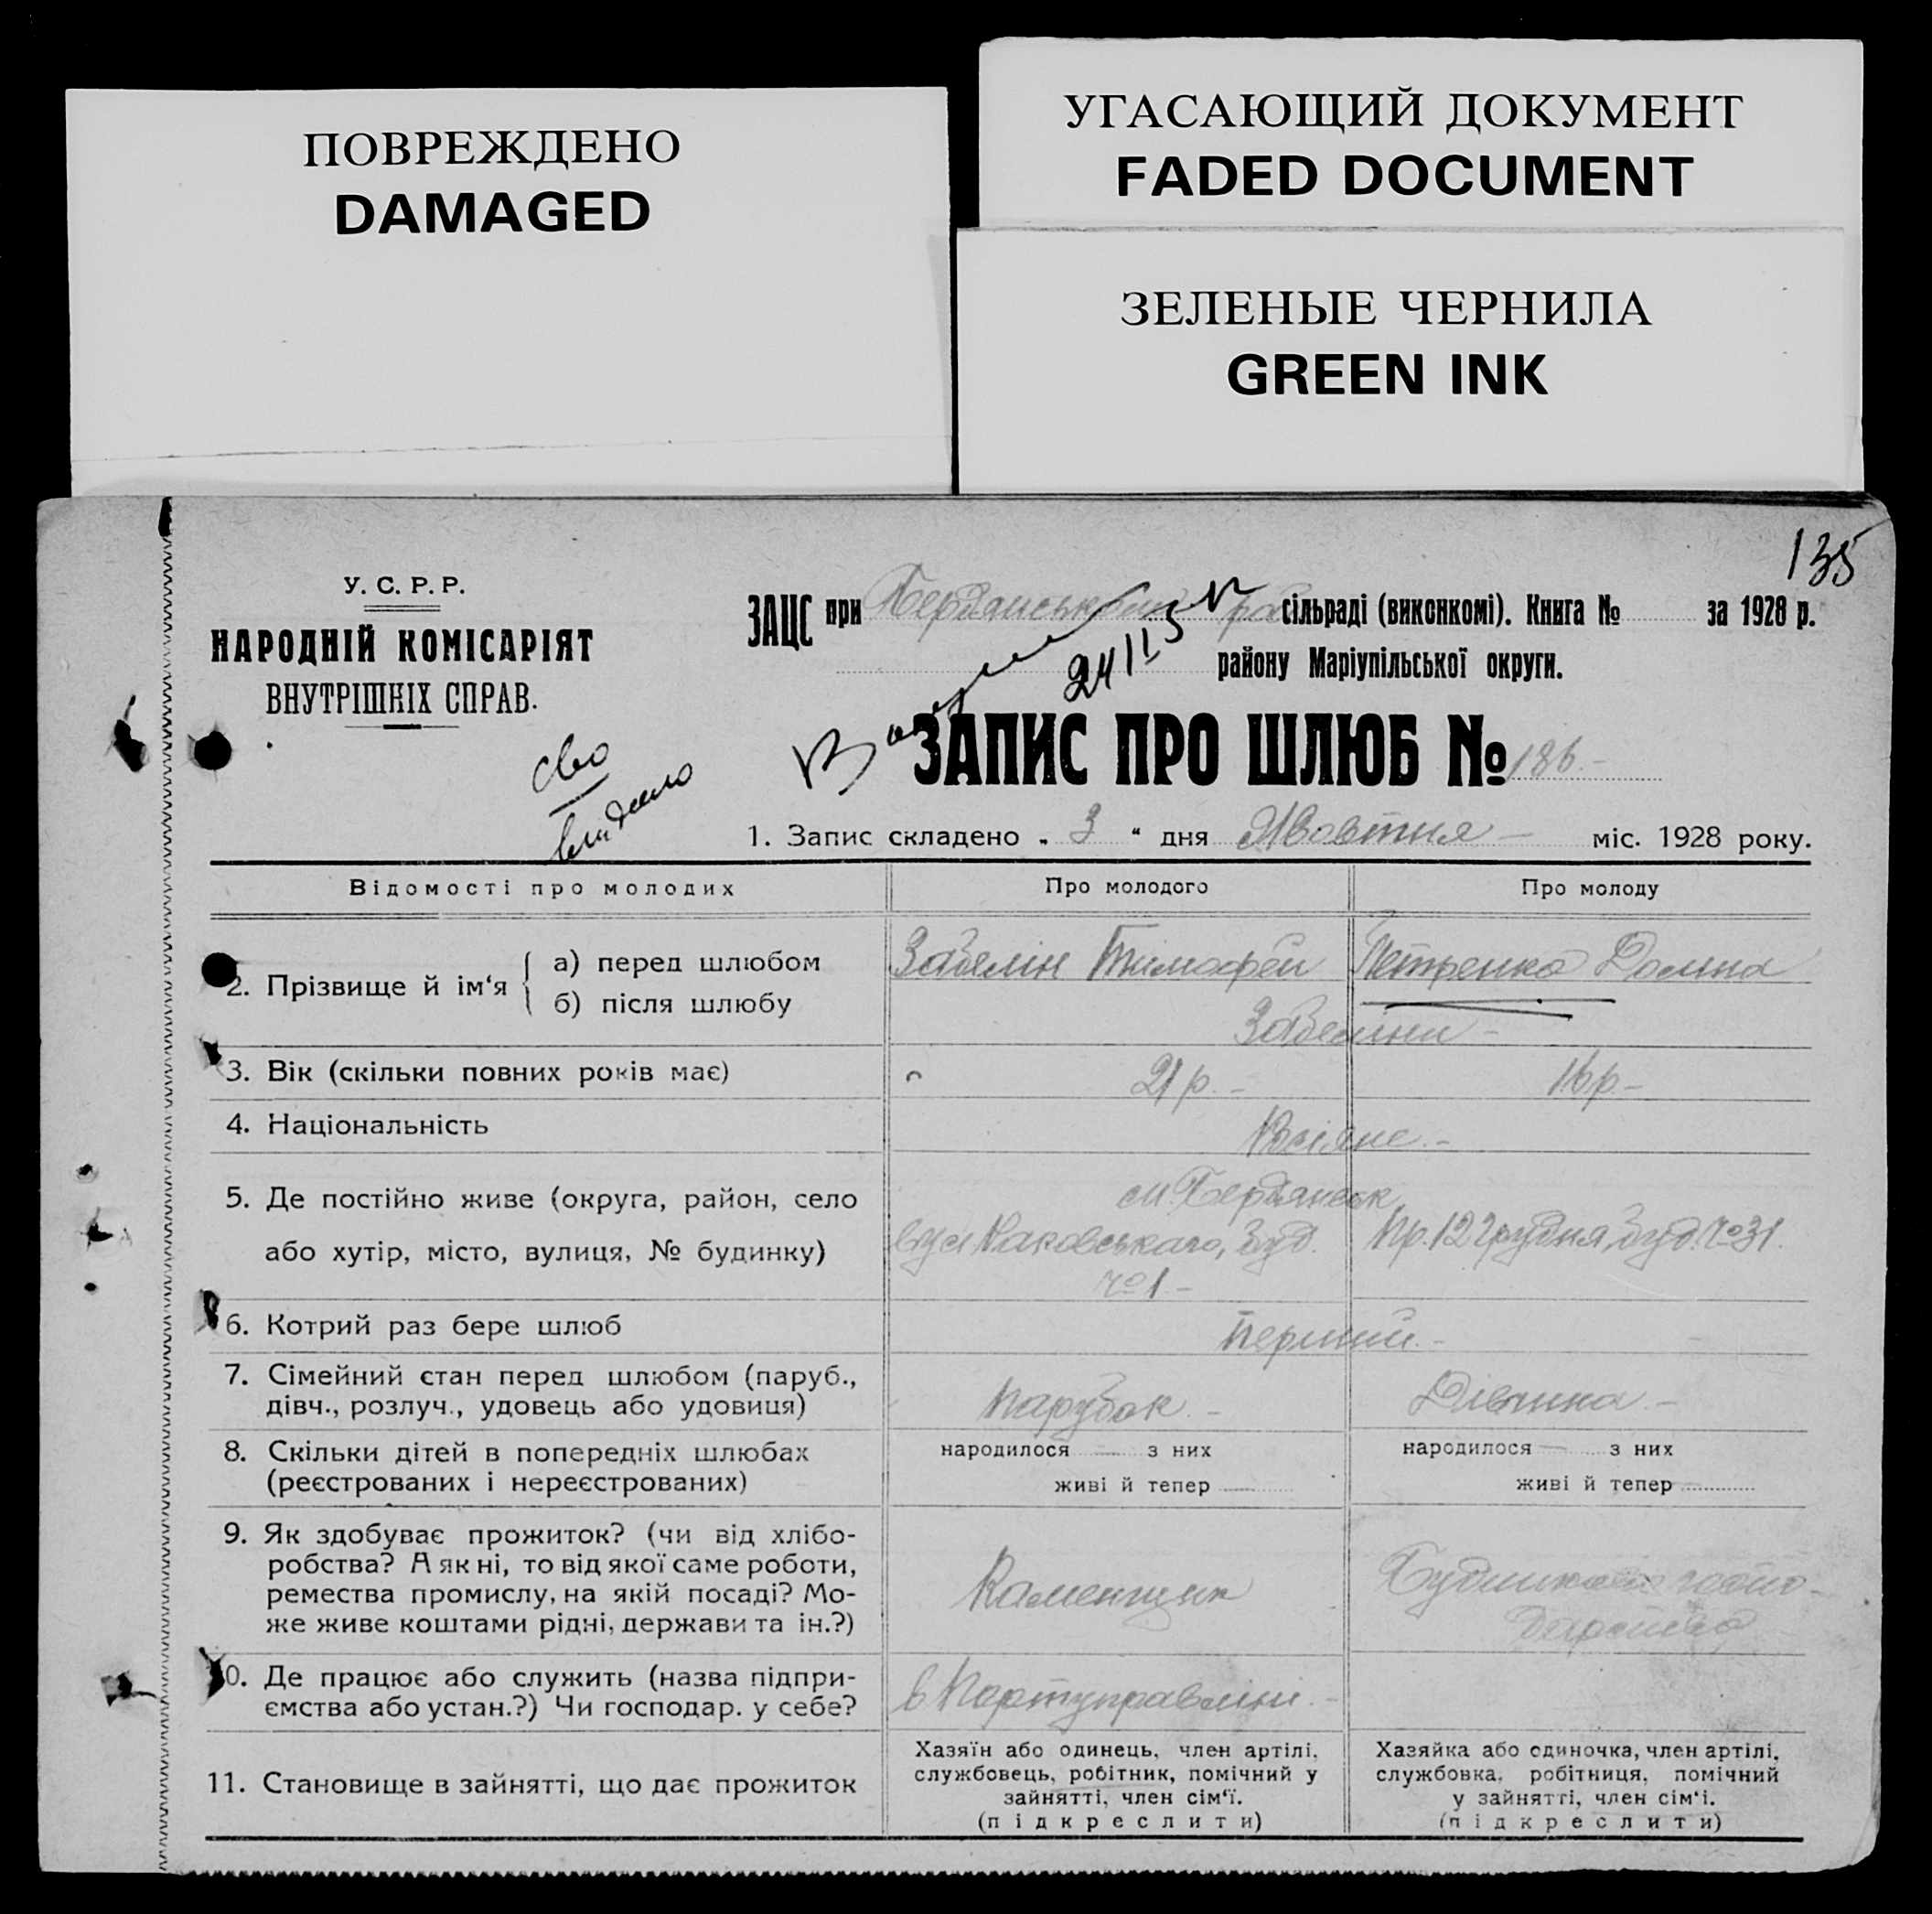 ПОВРЕЖДЕНО
DAMAGED
УГАСАЮЩИЙ ДОКУМЕНТ
FADED DOCUMENT
ЗЕЛЕНЫЕ ЧЕРНИЛА
GREEN INK
135
У. С. Р. Р.
НАРОДНІЙ КОМІСАРІЯТ
ВНУТРІШНІХ СПРАВ.
ЗАЦС при Бердянському сільраді (виконкомі). Книга № за 1928 р.
району Маріупільської округи.
24/II
ЗАПИС ПРО ШЛЮБ № 186.-
сво
видано
1. Запис складено „ 3 “ дня Жовтня - міс. 1928 року.
Відомості про молодих Про молодого Про молоду
2. Прізвище й ім‘я { а) перед шлюбом Забелін Тімофей Петренко
б) після шлюбу Забеліни -
3. Вік (скільки повних років має) 21 р. - 16 р -
4. Національність
5. Де постійно живе (округа, район, село м. Бердянськ
або хутір, місто, вулиця, № будинку) вул Раковського, буд. Пр. 12 грудня, буд. № 31.
№ 1 -
6. Котрий раз бере шлюб Перший. -
7. Сімейний стан перед шлюбом (паруб., Парубок. - Дівчина. -
дівч., розлуч., удовець або удовиця)
8. Скільки дітей в попередніх шлюбах народилося — з них народилося — з них
(реєстрованих і нереєстрованих) живі й тепер живі й тепер
9. Як здобуває прожиток? (чи від хлібо-
робства? А як ні, то від якої саме роботи,
ремества промислу, на якій посаді? Мо-
же живе коштами рідні, держави та ін.?)
Каменщик
10. Де працює або служить (назва підпри- в Портуправліні. -
ємства або устан.?) Чи господар. у себе?
11. Становище в зайнятті, що дає прожиток
Хазяїн або одинець, член артілі,
службовець, робітник, помічний у
зайнятті, член сім‘ї.
(підкреслити)
Хазяйка або одиночка, член артілі,
службовка, робітниця, помічний
у зайнятті, член сім‘і.
(підкреслити)